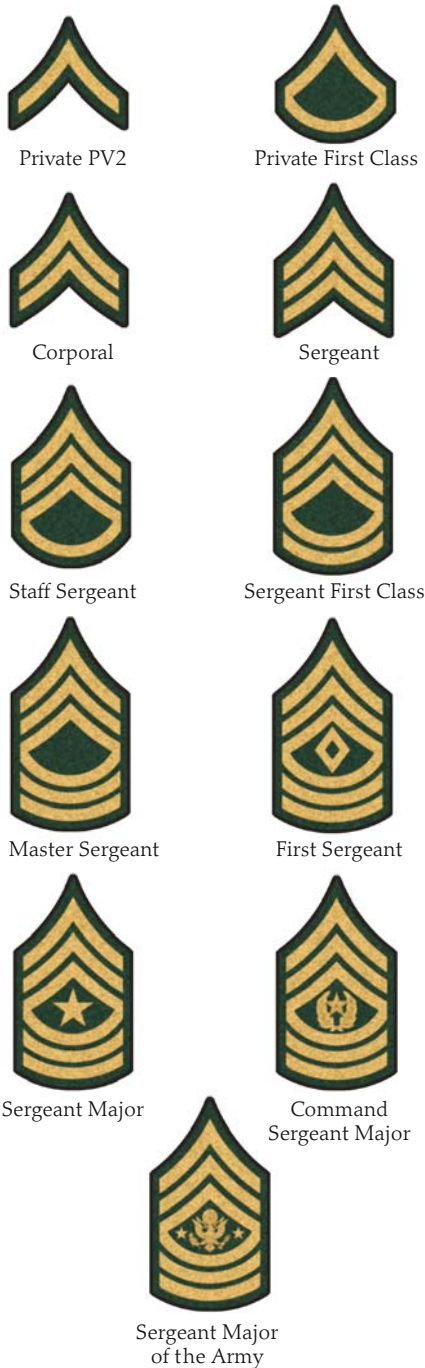 Private PV2
Private First Class
Corporal
Sergeant
Staff Sergeant
Sergeant First Class
Master Sergeant
First Sergeant
Sergeant Major
Command
Sergeant Major
Sergeant Major
of the Army